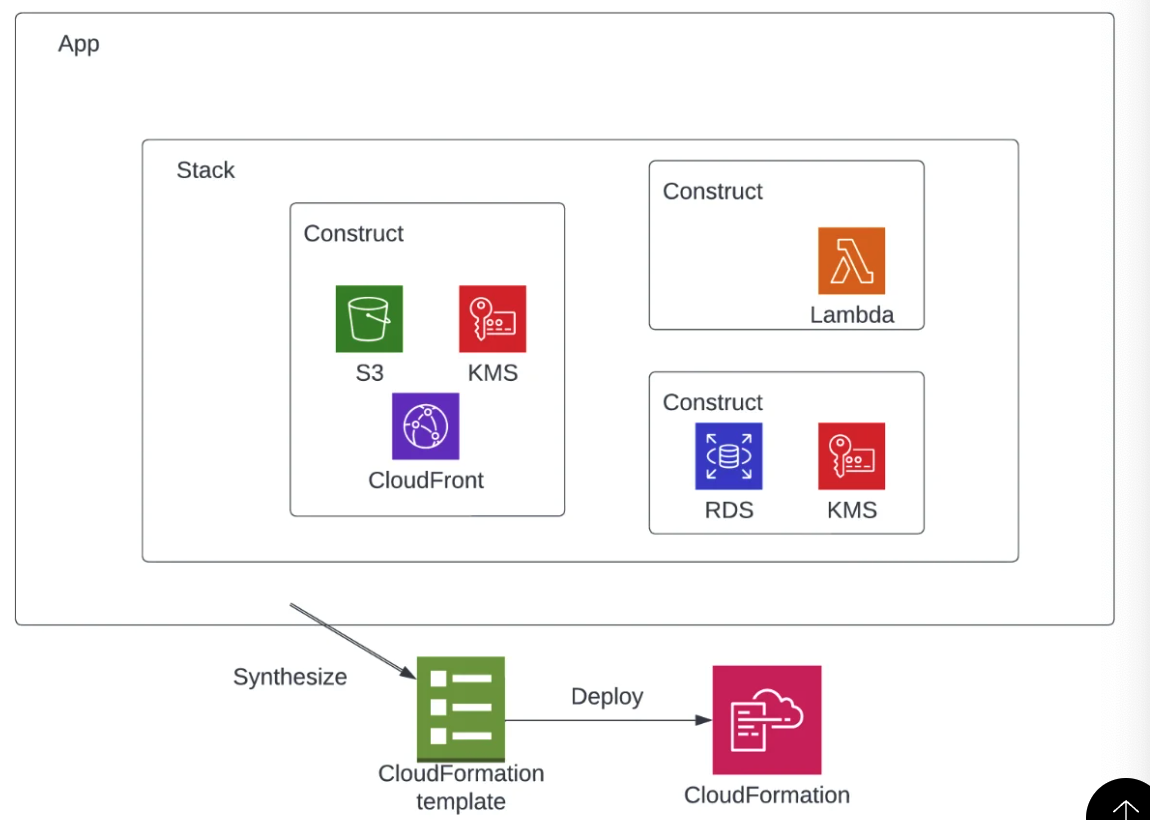 App
Stack
Construct
S3
KMS
CloudFront
Construct
Lambda
Construct
RDS
KMS
Synthesize
CloudFormation
template
Deploy
CloudFormation